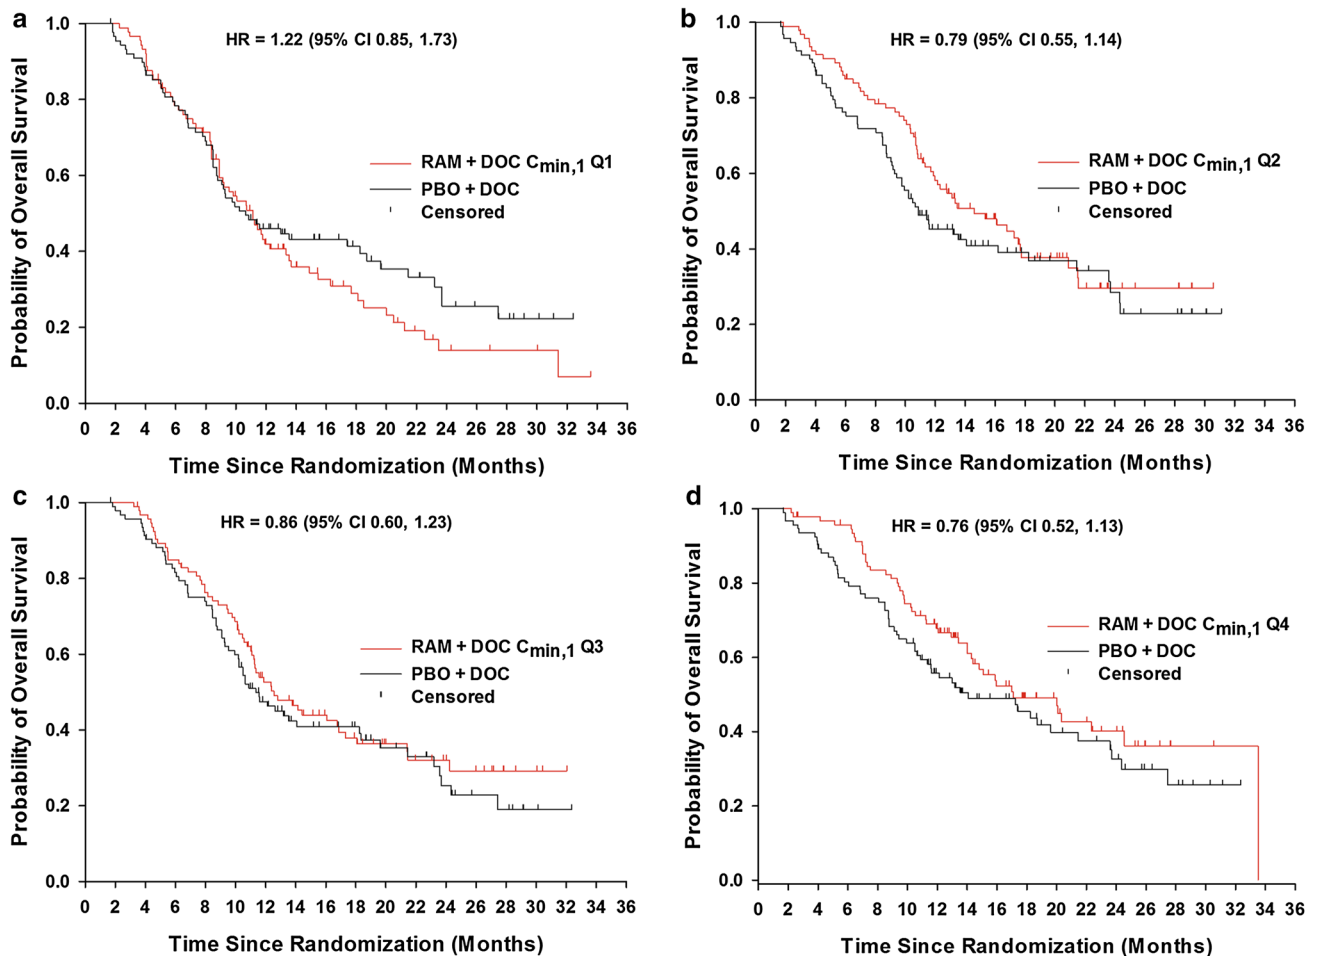 a
HR = 1.22 (95% CI 0.85, 1.73)
Probability of Overall Survival
1.0
0.8
0.6
0.4
0.2
0.0
RAM + DOC Cmin,1 Q1
PBO + DOC
Censored
0 2 4 6 8 10 12 14 16 18 20 22 24 26 28 30 32 34 36
Time Since Randomization (Months)
b
HR = 0.79 (95% CI 0.55, 1.14)
Probability of Overall Survival
1.0
0.8
0.6
0.4
0.2
0.0
RAM + DOC Cmin,1 Q2
PBO + DOC
Censored
0 2 4 6 8 10 12 14 16 18 20 22 24 26 28 30 32 34 36
Time Since Randomization (Months)
c
HR = 0.86 (95% CI 0.60, 1.23)
Probability of Overall Survival
1.0
0.8
0.6
0.4
0.2
0.0
RAM + DOC Cmin,1 Q3
PBO + DOC
Censored
0 2 4 6 8 10 12 14 16 18 20 22 24 26 28 30 32 34 36
Time Since Randomization (Months)
d
HR = 0.76 (95% CI 0.52, 1.13)
Probability of Overall Survival
1.0
0.8
0.6
0.4
0.2
0.0
RAM + DOC Cmin,1 Q4
PBO + DOC
Censored
0 2 4 6 8 10 12 14 16 18 20 22 24 26 28 30 32 34 36
Time Since Randomization (Months)